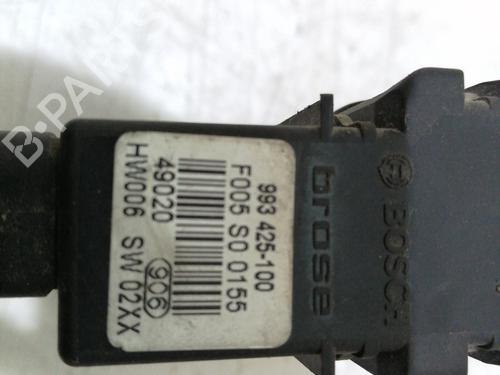 993 425-100
F005 S0 0155
49020
HW006 SW 02XX
906
brose
BOSCH
B-PARTS